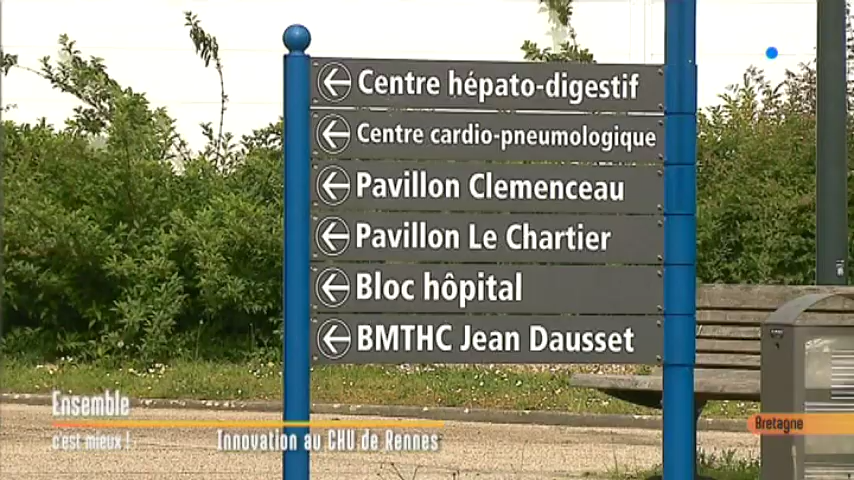 Centre hépato-digestif
Centre cardio-pneumologique
Pavillon Clemenceau
Pavillon Le Chartier
Bloc hôpital
BMTHC Jean Dausset
Ensemble
c'est mieux !
Innovation au CHU de Rennes
Bretagne